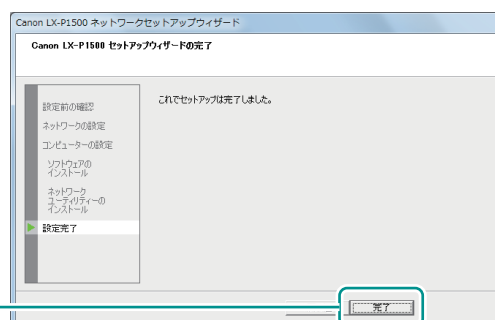 Canon LX-P1500 ネットワークセットアップウィザード
Canon LX-P1500 セットアップウィザードの完了
これでセットアップは完了しました。
設定前の確認
ネットワークの設定
コンピューターの設定
ソフトウェアの
インストール
ネットワーク
ユーティリティーの
インストール
設定完了
完了